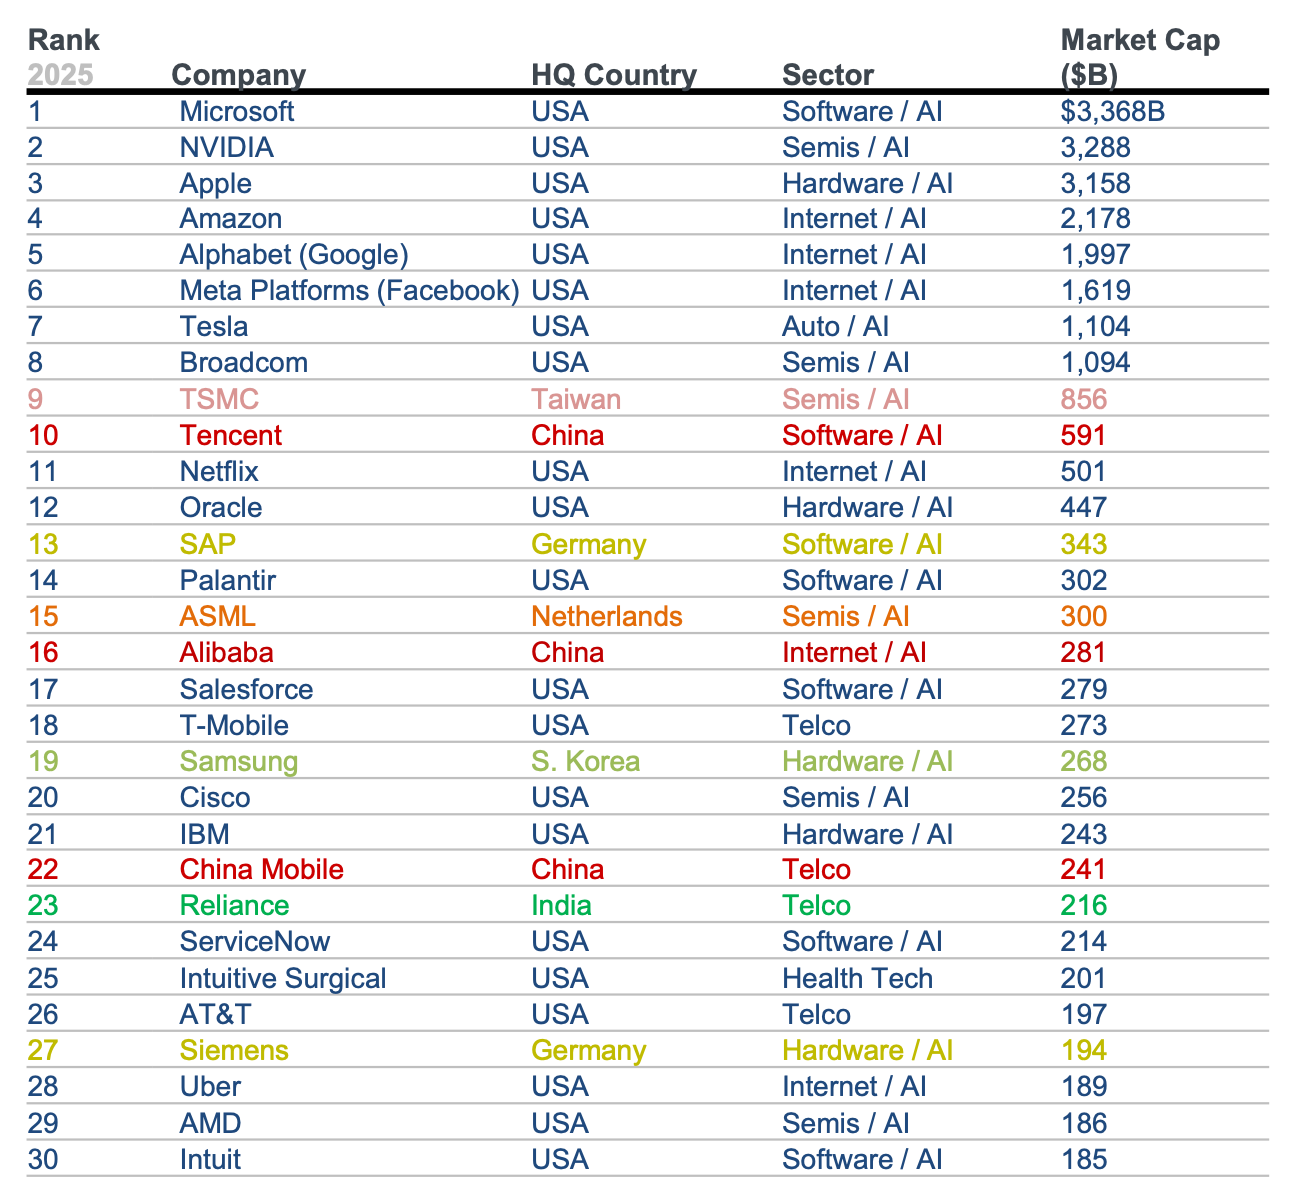 Rank Market Cap
2025 Company HQ Country Sector ($B)
1 Microsoft USA Software / AI $3,368B
2 NVIDIA USA Semis / AI 3,288
3 Apple USA Hardware / AI 3,158
4 Amazon USA Internet / AI 2,178
5 Alphabet (Google) USA Internet / AI 1,997
6 Meta Platforms (Facebook) USA Internet / AI 1,619
7 Tesla USA Auto / AI 1,104
8 Broadcom USA Semis / AI 1,094
9 TSMC Taiwan Semis / AI 856
10 Tencent China Software / AI 591
11 Netflix USA Internet / AI 501
12 Oracle USA Hardware / AI 447
13 SAP Germany Software / AI 343
14 Palantir USA Software / AI 302
15 ASML Netherlands Semis / AI 300
16 Alibaba China Internet / AI 281
17 Salesforce USA Software / AI 279
18 T-Mobile USA Telco 273
19 Samsung S. Korea Hardware / AI 268
20 Cisco USA Semis / AI 256
21 IBM USA Hardware / AI 243
22 China Mobile China Telco 241
23 Reliance India Telco 216
24 ServiceNow USA Software / AI 214
25 Intuitive Surgical USA Health Tech 201
26 AT&T USA Telco 197
27 Siemens Germany Hardware / AI 194
28 Uber USA Internet / AI 189
29 AMD USA Semis / AI 186
30 Intuit USA Software / AI 185